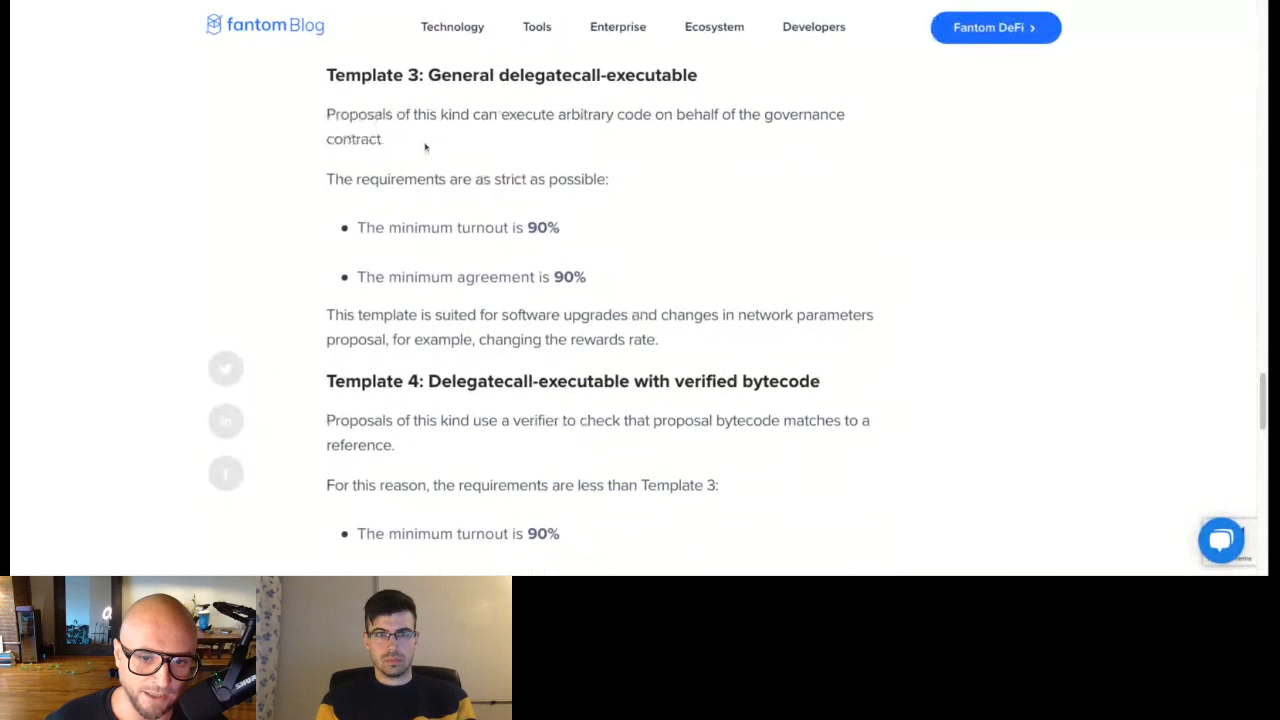 fantom Blog
Technology
Tools
Enterprise
Ecosystem
Developers
Fantom DeFi
Template 3: General delegatecall-executable
Proposals of this kind can execute arbitrary code on behalf of the governance
contract
The requirements are as strict as possible:
The minimum turnout is 90%
The minimum agreement is 90%
This template is suited for software upgrades and changes in network parameters
proposal, for example, changing the rewards rate.
Template 4: Delegatecall-executable with verified bytecode
Proposals of this kind use a verifier to check that proposal bytecode matches to a
reference.
For this reason, the requirements are less than Template 3:
The minimum turnout is 90%
in
f
SHURE